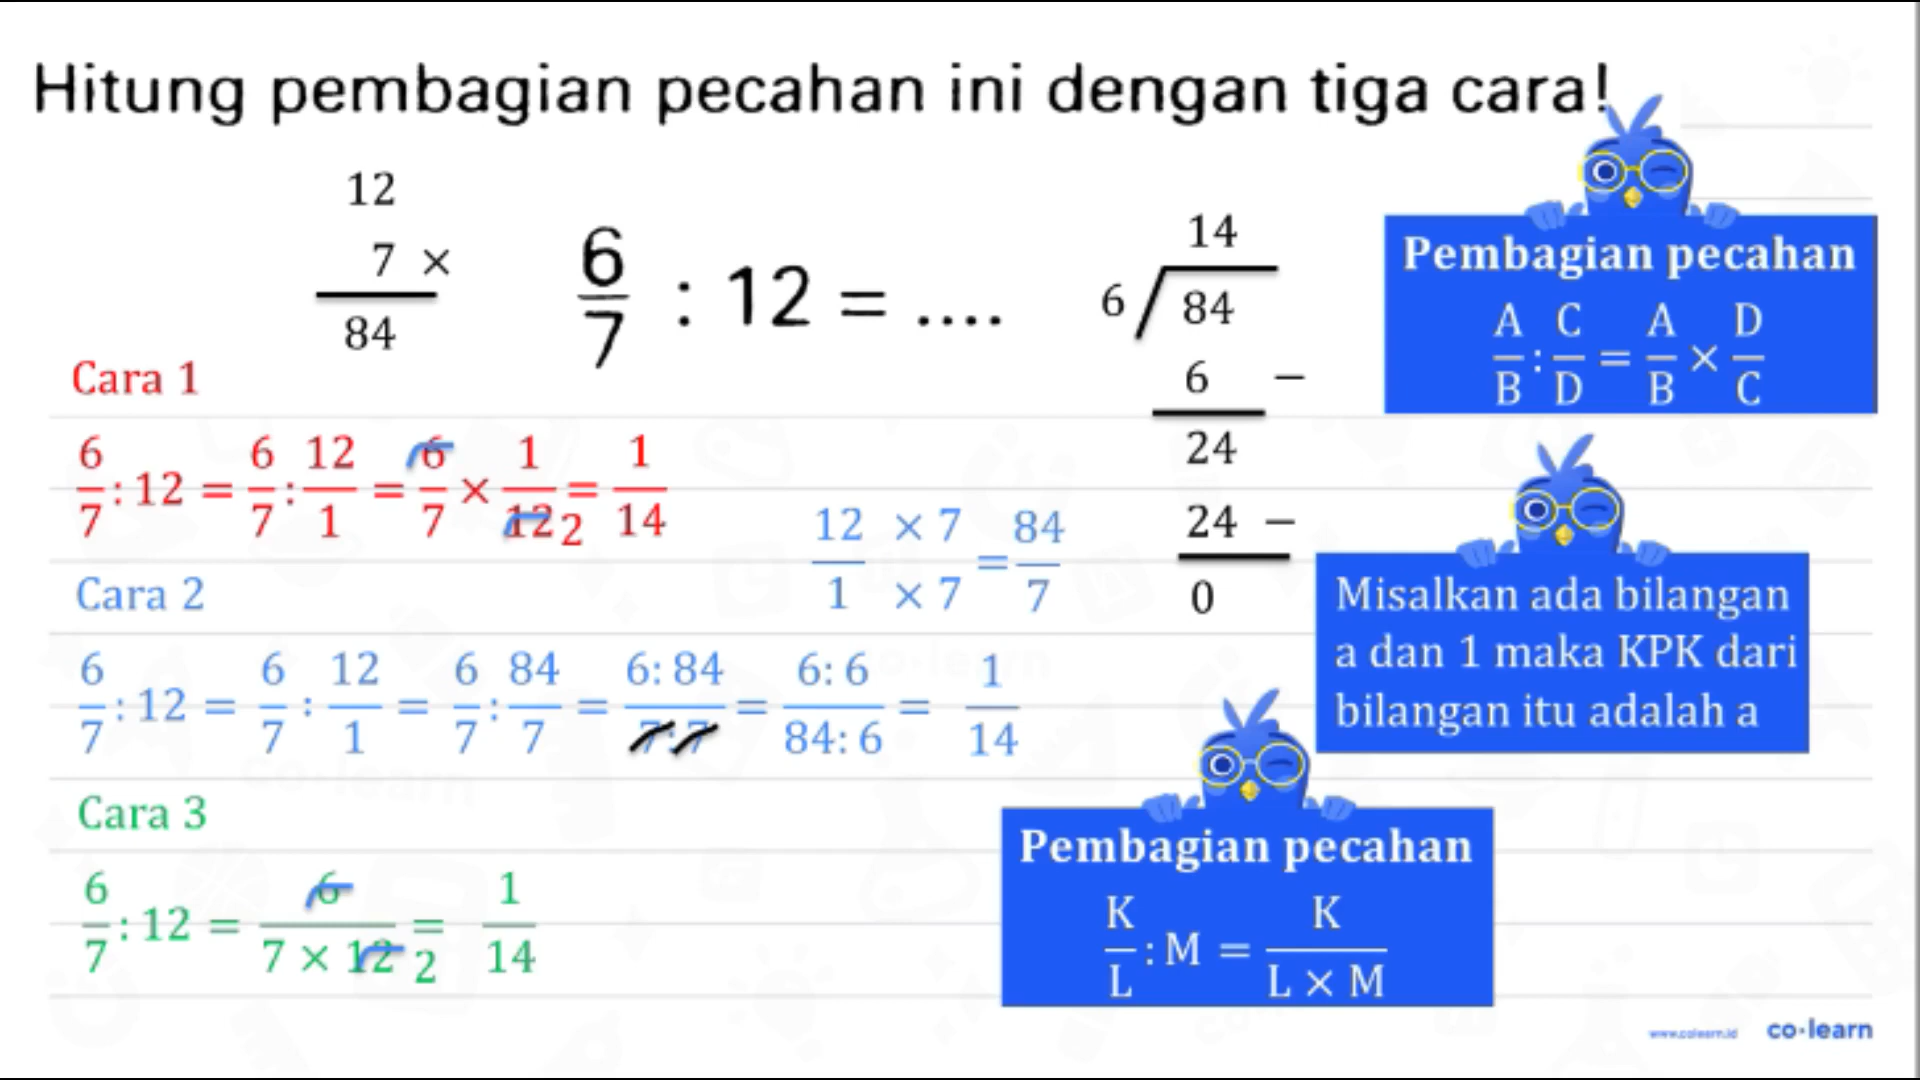 Hitung pembagian pecahan ini dengan tiga cara!
12
7 ×
84
6/7 : 12 = ....
14
6 / 84
6 −
24
24 −
0
Pembagian pecahan
A/B : C/D = A/B × D/C
Cara 1
6/7 : 12 = 6/7 : 12/1 = 6/7 × 1/12 2 = 1/14
12/1 × 7 / × 7 = 84/7
Cara 2
6/7 : 12 = 6/7 : 12/1 = 6/7 : 84/7 = 6: 84/7: 7 = 6: 6/84: 6 = 1/14
Misalkan ada bilangan
a dan 1 maka KPK dari
bilangan itu adalah a
Cara 3
6/7 : 12 = 6/7 × 12 2 = 1/14
Pembagian pecahan
K/L : M = K/L × M
www.colearn.id
co·learn